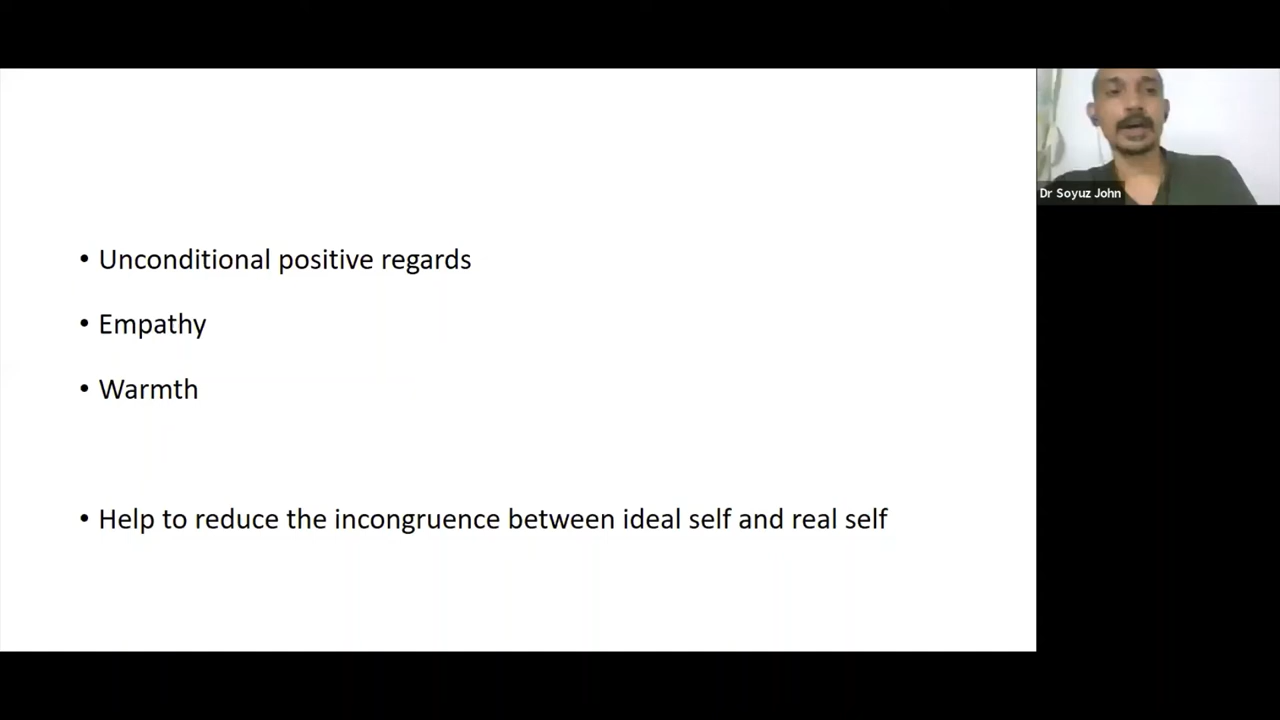 • Unconditional positive regards
• Empathy
• Warmth
• Help to reduce the incongruence between ideal self and real self
Dr Soyuz John